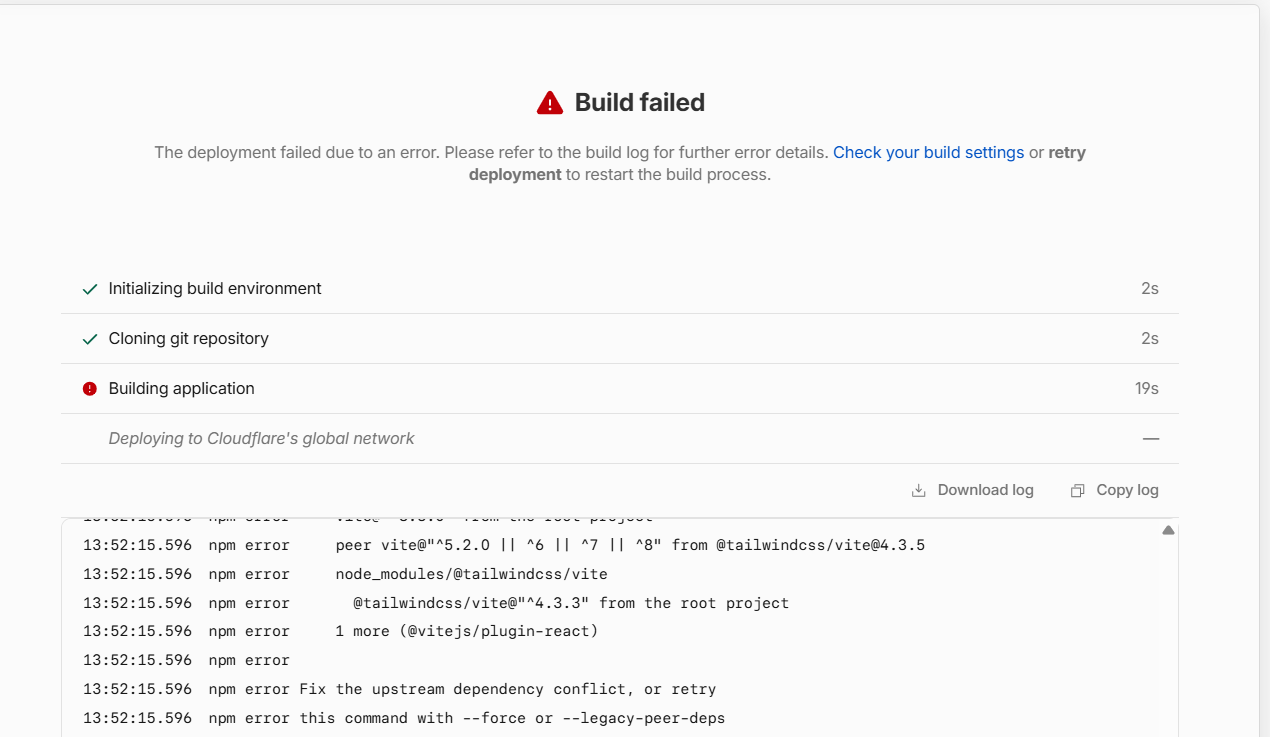 Build failed
The deployment failed due to an error. Please refer to the build log for further error details. Check your build settings or retry
deployment to restart the build process.
Initializing build environment 2s
Cloning git repository 2s
Building application 19s
Deploying to Cloudflare's global network —
Download log Copy log
npm error from the root project
13:52:15.596 npm error peer vite@"^5.2.0 || ^6 || ^7 || ^8" from @tailwindcss/vite@4.3.5
13:52:15.596 npm error node_modules/@tailwindcss/vite
13:52:15.596 npm error @tailwindcss/vite@"^4.3.3" from the root project
13:52:15.596 npm error 1 more (@vitejs/plugin-react)
13:52:15.596 npm error
13:52:15.596 npm error Fix the upstream dependency conflict, or retry
13:52:15.596 npm error this command with --force or --legacy-peer-deps